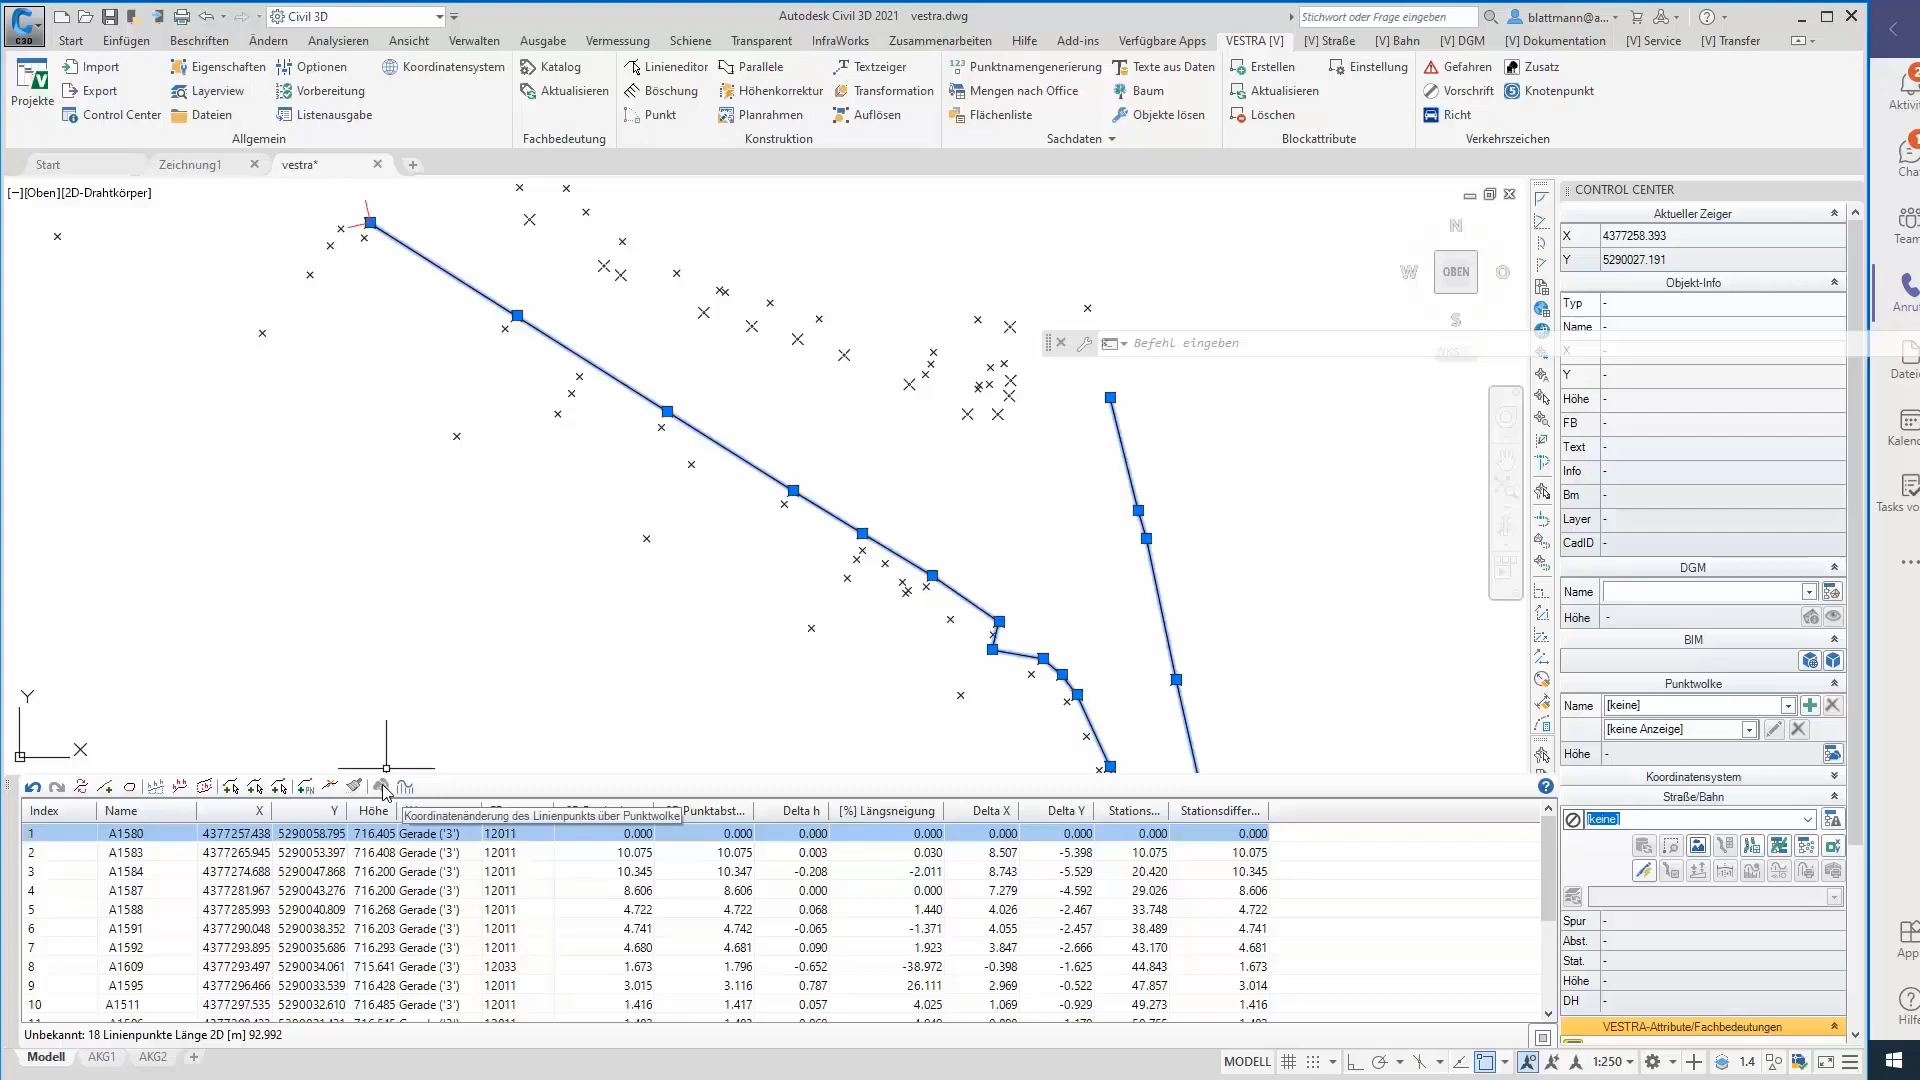 Civil 3D
Autodesk Civil 3D 2021 vestra.dwg
Stichwort oder Frage eingeben
blattmann@a...
C3D
Start Einfügen Beschriften Ändern Analysieren Ansicht Verwalten Ausgabe Vermessung Schiene Transparent InfraWorks Zusammenarbeiten Hilfe Add-ins Verfügbare Apps VESTRA [V] [V] Straße [V] Bahn [V] DGM [V] Dokumentation [V] Service [V] Transfer
Projekte
Import Eigenschaften Optionen Koordinatensystem
Export Layerview Vorbereitung
Control Center Dateien Listenausgabe
Allgemein
Katalog
Aktualisieren
Fachbedeutung
Linieneditor Parallele Textzeiger
Böschung Höhenkorrektur Transformation
Punkt Planrahmen Auflösen
Konstruktion
Punktnamengenerierung Texte aus Daten
Mengen nach Office Baum
Flächenliste Objekte lösen
Sachdaten
Erstellen Einstellung
Aktualisieren
Löschen
Blockattribute
Gefahren Zusatz
Vorschrift Knotenpunkt
Richt
Verkehrszeichen
Start Zeichnung1 vestra*
[−][Oben][2D-Drahtkörper]
N
W OBEN O
S
Befehl eingeben
Y
X
CONTROL CENTER
Aktueller Zeiger
X 4377258.393
Y 5290027.191
Objekt-Info
Typ -
Name -
X -
Y -
Höhe -
FB -
Text -
Info -
Bm -
Layer -
CadID -
DGM
Name
Höhe -
BIM
Punktwolke
Name [keine]
[keine Anzeige]
Höhe -
Koordinatensystem
Straße/Bahn
[keine]
Spur -
Abst. -
Stat. -
Höhe -
DH -
VESTRA-Attribute/Fachbedeutungen
Aktivi
Cha
Team
Anru
Dateie
Kalend
Tasks vo
App
Hilfe
Koordinatenänderung des Linienpunkts über Punktwolke
Index Name X Y Höhe Punktabst... Delta h [%] Längsneigung Delta X Delta Y Stations... Stationsdiffer...
1 A1580 4377257.438 5290058.795 716.405 Gerade ('3') 12011 0.000 0.000 0.000 0.000 0.000 0.000 0.000 0.000
2 A1583 4377265.945 5290053.397 716.408 Gerade ('3') 12011 10.075 10.075 0.003 0.030 8.507 -5.398 10.075 10.075
3 A1584 4377274.688 5290047.868 716.200 Gerade ('3') 12011 10.345 10.347 -0.208 -2.011 8.743 -5.529 20.420 10.345
4 A1587 4377281.967 5290043.276 716.200 Gerade ('3') 12011 8.606 8.606 0.000 0.000 7.279 -4.592 29.026 8.606
5 A1588 4377285.993 5290040.809 716.268 Gerade ('3') 12011 4.722 4.722 0.068 1.440 4.026 -2.467 33.748 4.722
6 A1591 4377290.048 5290038.352 716.203 Gerade ('3') 12011 4.741 4.742 -0.065 -1.371 4.055 -2.457 38.489 4.741
7 A1592 4377293.895 5290035.686 716.293 Gerade ('3') 12011 4.680 4.681 0.090 1.923 3.847 -2.666 43.170 4.681
8 A1609 4377293.497 5290034.061 715.641 Gerade ('3') 12033 1.673 1.796 -0.652 -38.972 -0.398 -1.625 44.843 1.673
9 A1595 4377296.466 5290033.539 716.428 Gerade ('3') 12011 3.015 3.116 0.787 26.111 2.969 -0.522 47.857 3.014
10 A1511 4377297.535 5290032.610 716.485 Gerade ('3') 12011 1.416 1.417 0.057 4.025 1.069 -0.929 49.273 1.416
Unbekannt: 18 Linienpunkte Länge 2D [m] 92.992
Modell AKG1 AKG2
MODELL 1:250 1.4